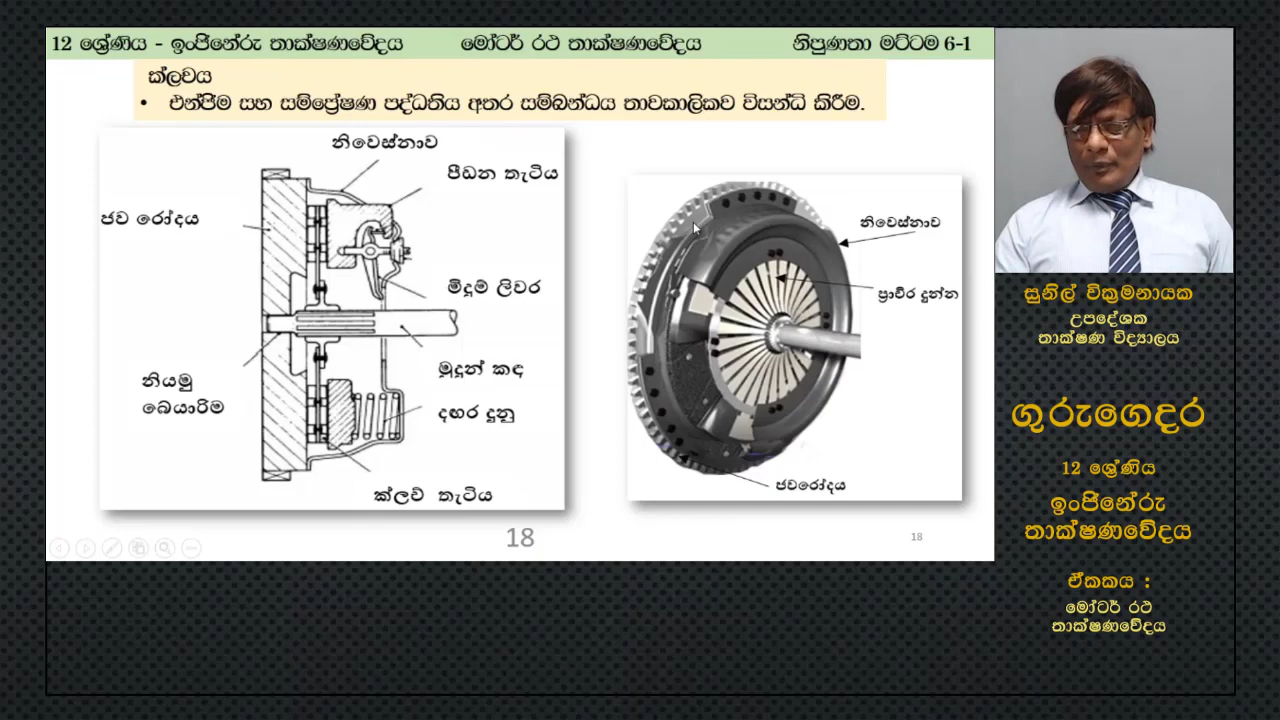 12 ශ්‍රේණිය - ඉංජිනේරු තාක්ෂණවේදය මෝටර් රථ තාක්ෂණවේදය නිපුණතා මට්ටම 6-1
ක්ලචය
• එන්ජිම සහ සම්ප්‍රේෂණ පද්ධතිය අතර සම්බන්ධය තාවකාලිකව විසන්ධි කිරීම.
නිවෙස්නාව
පීඩන තැටිය
ජව රෝදය
මිදුම ලිවර
මූදුන් කඳ
නියමු
බෙයාරිම
දඟර දුනු
ක්ලච් තැටිය
නිවෙස්නාව
ප්‍රාචීර දුන්න
ජවරෝදය
18
18
සුනිල් වික්‍රමනායක
උපදේශක
තාක්ෂණ විද්‍යාලය
ගුරුගෙදර
12 ශ්‍රේණිය
ඉංජිනේරු
තාක්ෂණවේදය
ඒකකය :
මෝටර් රථ
තාක්ෂණවේදය